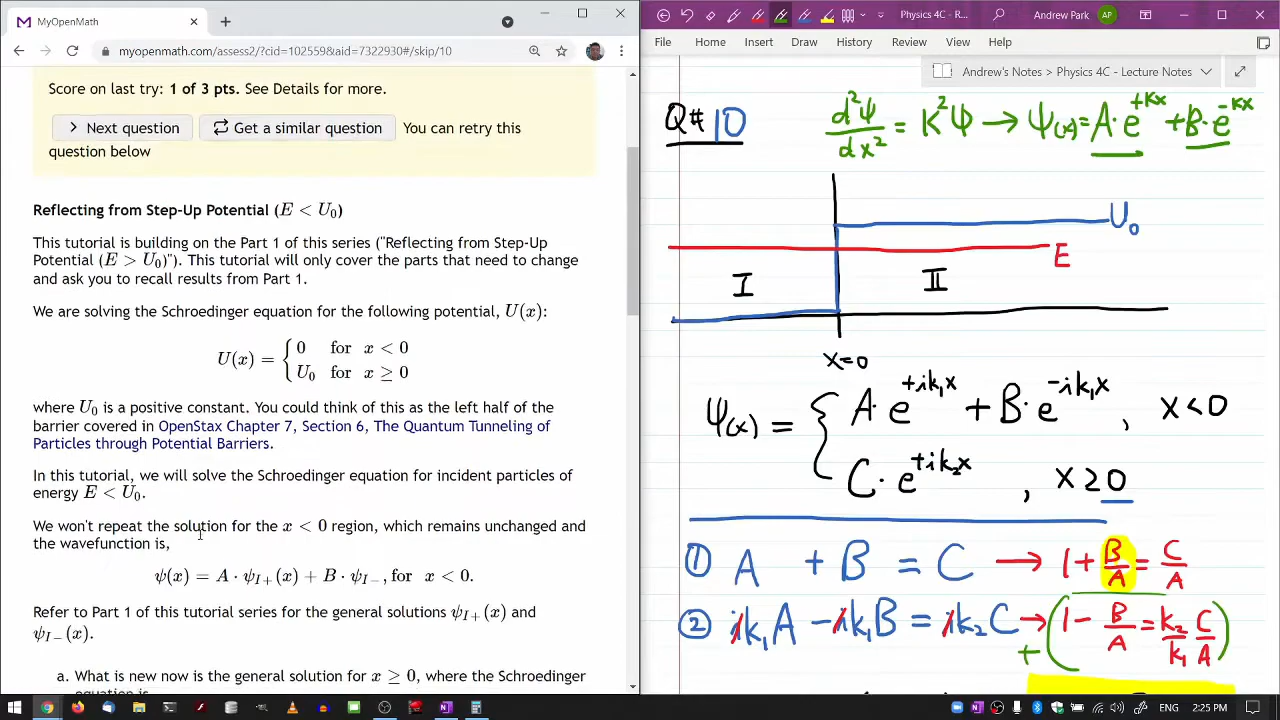 MyOpenMath
myopenmath.com/assess2/?cid=102559&aid=7322930#/skip/10
Score on last try: 1 of 3 pts. See Details for more.
Next question
Get a similar question
You can retry this
question below
Reflecting from Step-Up Potential (E < U₀)
This tutorial is building on the Part 1 of this series ("Reflecting from Step-Up
Potential (E > U₀)"). This tutorial will only cover the parts that need to change
and ask you to recall results from Part 1.
We are solving the Schroedinger equation for the following potential, U(x):
U(x) = { 0 for x < 0
U₀ for x ≥ 0
where U₀ is a positive constant. You could think of this as the left half of the
barrier covered in OpenStax Chapter 7, Section 6, The Quantum Tunneling of
Particles through Potential Barriers.
In this tutorial, we will solve the Schroedinger equation for incident particles of
energy E < U₀.
We won't repeat the solution for the x < 0 region, which remains unchanged and
the wavefunction is,
ψ(x) = A · ψ_{I+}(x) + B · ψ_{I−}, for x < 0.
Refer to Part 1 of this tutorial series for the general solutions ψ_{I+}(x) and
ψ_{I−}(x).
a. What is new now is the general solution for x ≥ 0, where the Schroedinger
equation is
Physics 4C - R...
Andrew Park
AP
File Home Insert Draw History Review View Help
Andrew's Notes > Physics 4C - Lecture Notes
Q# 10
d²ψ/dx² = K²ψ → ψ(x) = A·e^{+Kx} + B·e^{-Kx}
U₀
E
I
II
x=0
ψ(x) = { A·e^{+ik₁x} + B·e^{-ik₁x}, x<0
C·e^{+ik₂x}, x≥0
① A + B = C → 1 + B/A = C/A
② ik₁A − ik₁B = ik₂C → (1 − B/A = k₂/k₁ C/A)
+
ENG
2:25 PM